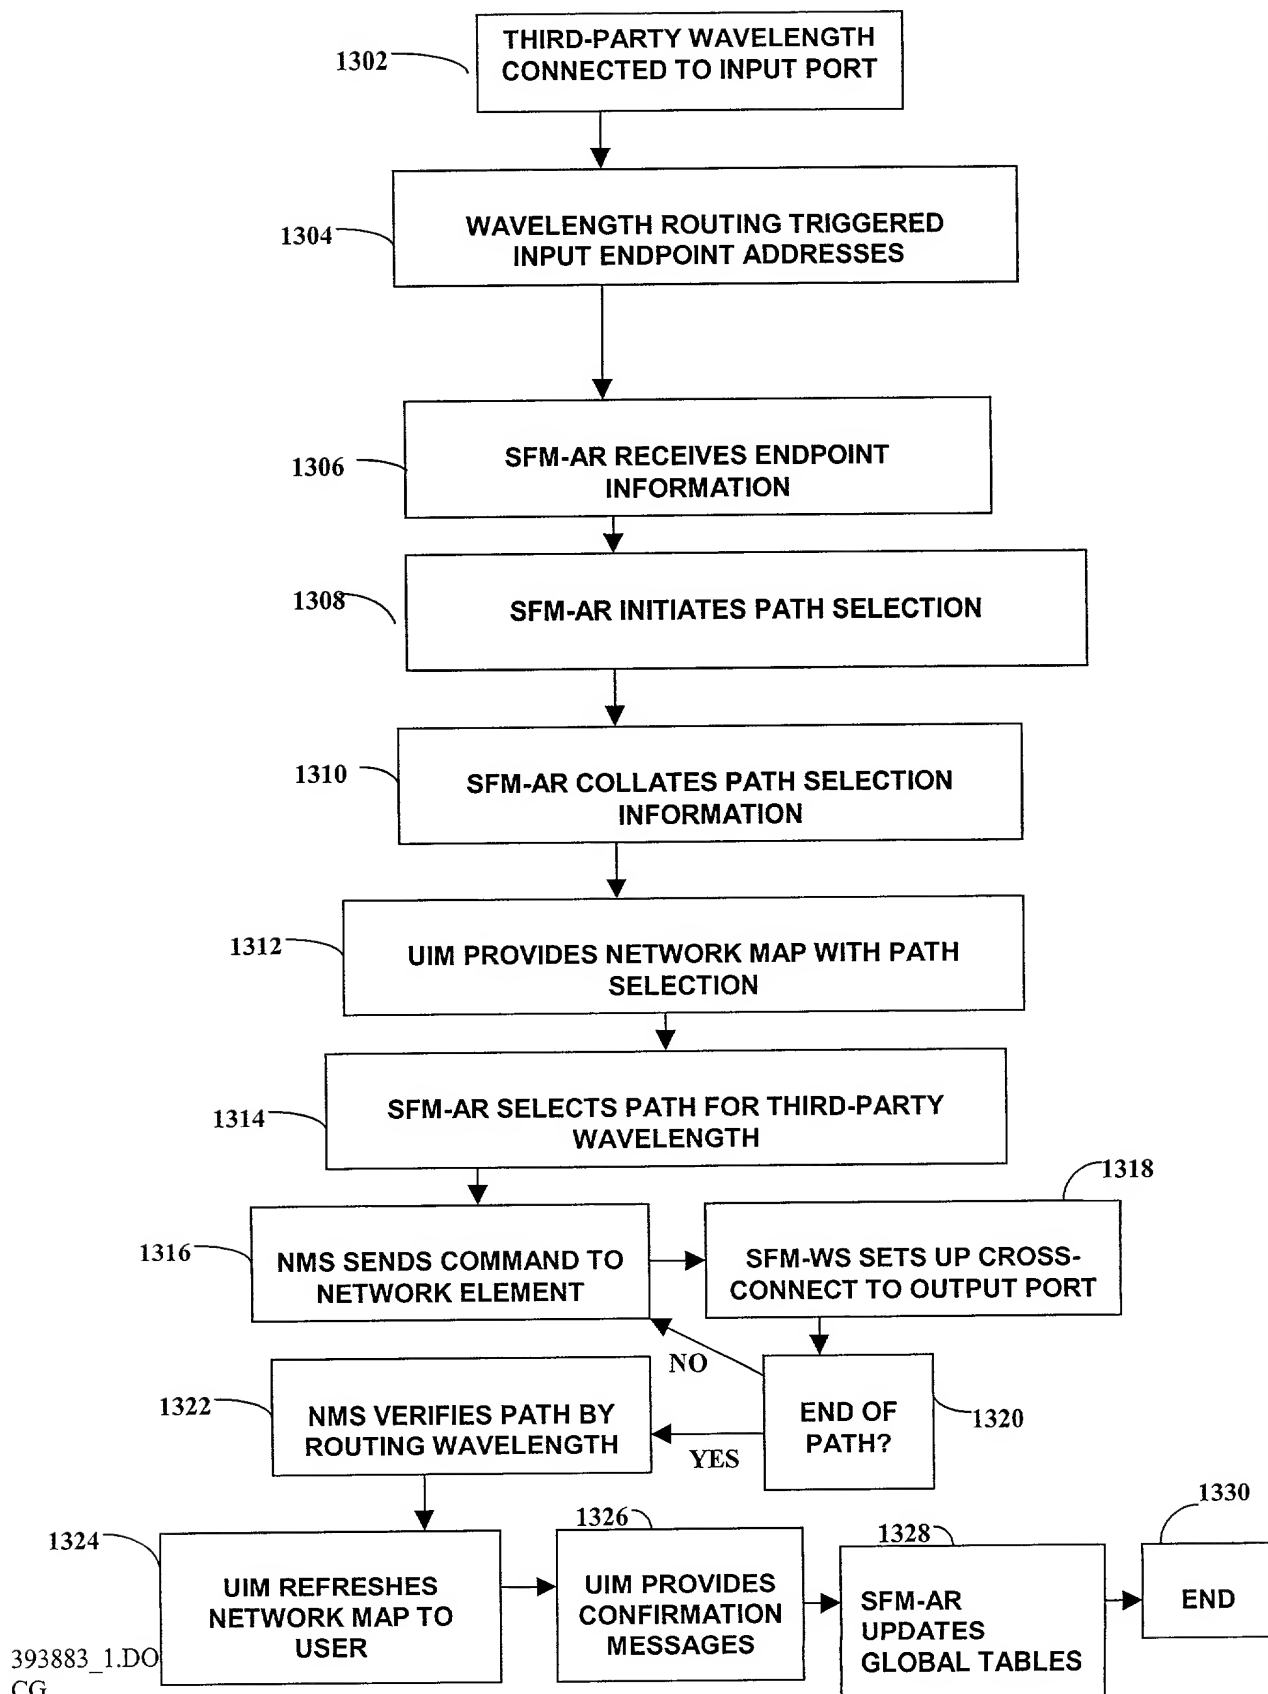 THIRD-PARTY WAVELENGTH
CONNECTED TO INPUT PORT
1302
WAVELENGTH ROUTING TRIGGERED
INPUT ENDPOINT ADDRESSES
1304
SFM-AR RECEIVES ENDPOINT
INFORMATION
1306
SFM-AR INITIATES PATH SELECTION
1308
SFM-AR COLLATES PATH SELECTION
INFORMATION
1310
UIM PROVIDES NETWORK MAP WITH PATH
SELECTION
1312
SFM-AR SELECTS PATH FOR THIRD-PARTY
WAVELENGTH
1314
1318
NMS SENDS COMMAND TO
NETWORK ELEMENT
1316
SFM-WS SETS UP CROSS-
CONNECT TO OUTPUT PORT
NO
1322
NMS VERIFIES PATH BY
ROUTING WAVELENGTH
YES
END OF
PATH?
1320
1324
UIM REFRESHES
NETWORK MAP TO
USER
1326
UIM PROVIDES
CONFIRMATION
MESSAGES
1328
SFM-AR
UPDATES
GLOBAL TABLES
1330
END
393883_1.DO
CG